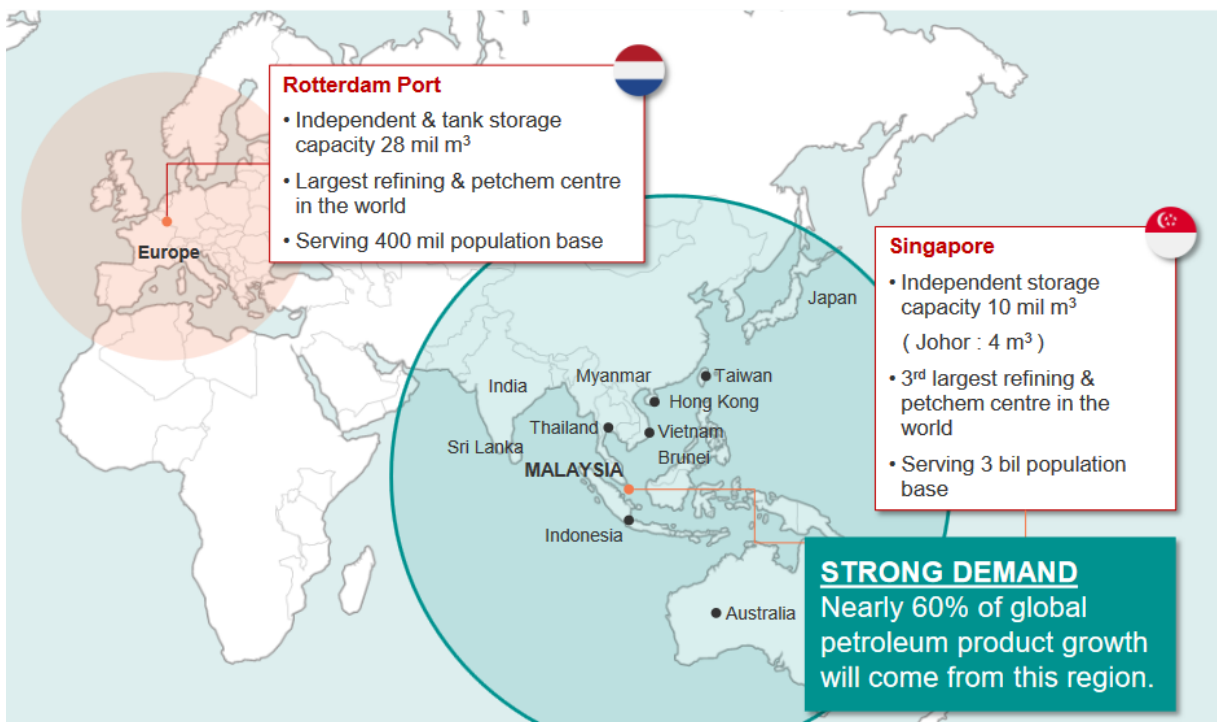 Rotterdam Port
• Independent & tank storage
capacity 28 mil m³
• Largest refining & petchem centre
in the world
• Serving 400 mil population base
Europe
Singapore
• Independent storage
capacity 10 mil m³
( Johor : 4 m³ )
• 3rd largest refining &
petchem centre in the
world
• Serving 3 bil population
base
Japan
India
Myanmar
Taiwan
Hong Kong
Thailand
Vietnam
Sri Lanka
Brunei
MALAYSIA
Indonesia
Australia
STRONG DEMAND
Nearly 60% of global
petroleum product growth
will come from this region.